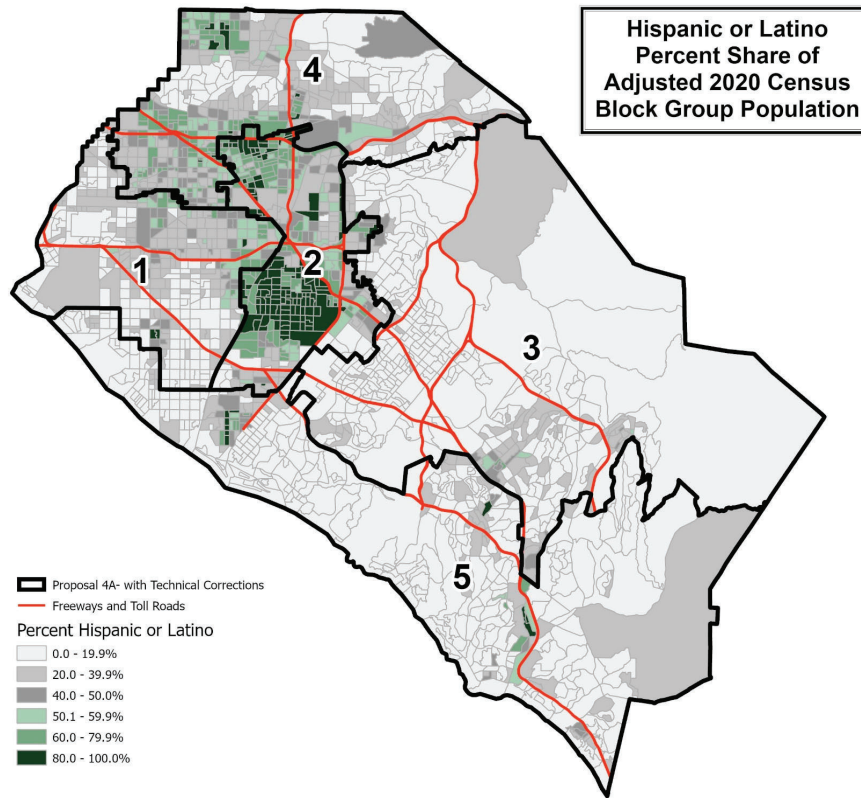 Hispanic or Latino
Percent Share of
Adjusted 2020 Census
Block Group Population
4
1
2
3
5
Proposal 4A- with Technical Corrections
Freeways and Toll Roads
Percent Hispanic or Latino
0.0 - 19.9%
20.0 - 39.9%
40.0 - 50.0%
50.1 - 59.9%
60.0 - 79.9%
80.0 - 100.0%